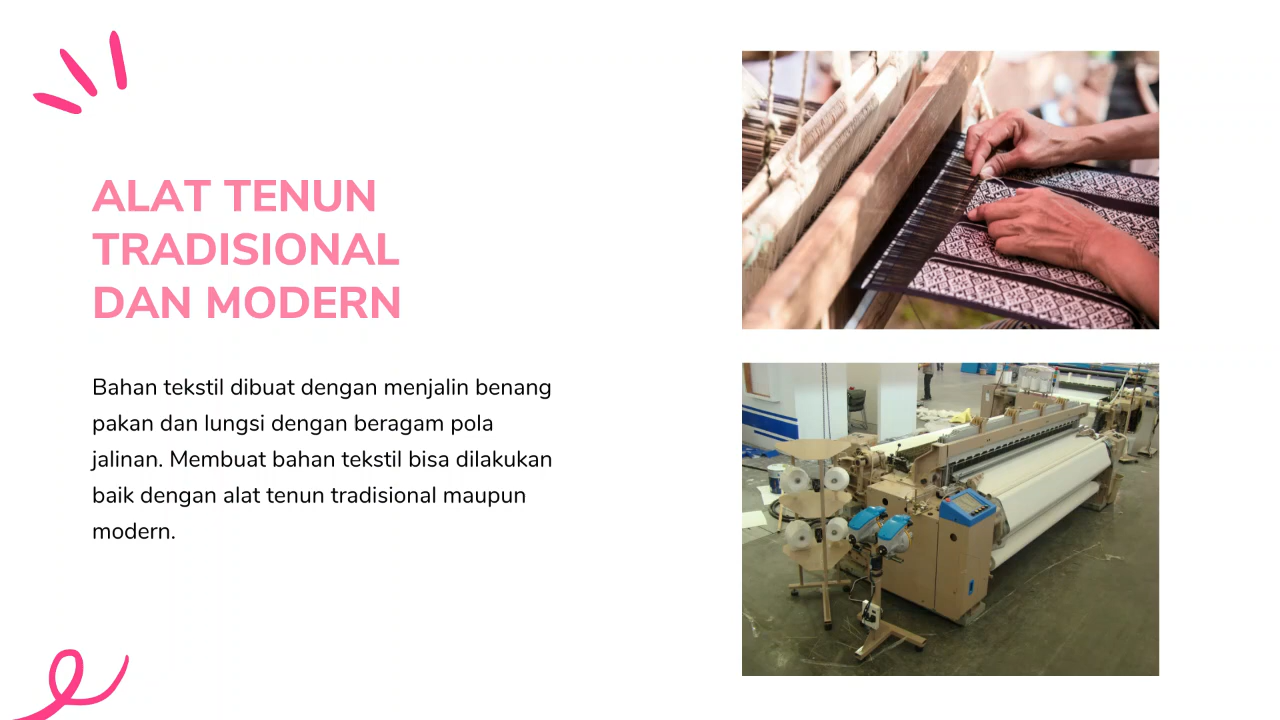 ALAT TENUN
TRADISIONAL
DAN MODERN
Bahan tekstil dibuat dengan menjalin benang
pakan dan lungsi dengan beragam pola
jalinan. Membuat bahan tekstil bisa dilakukan
baik dengan alat tenun tradisional maupun
modern.